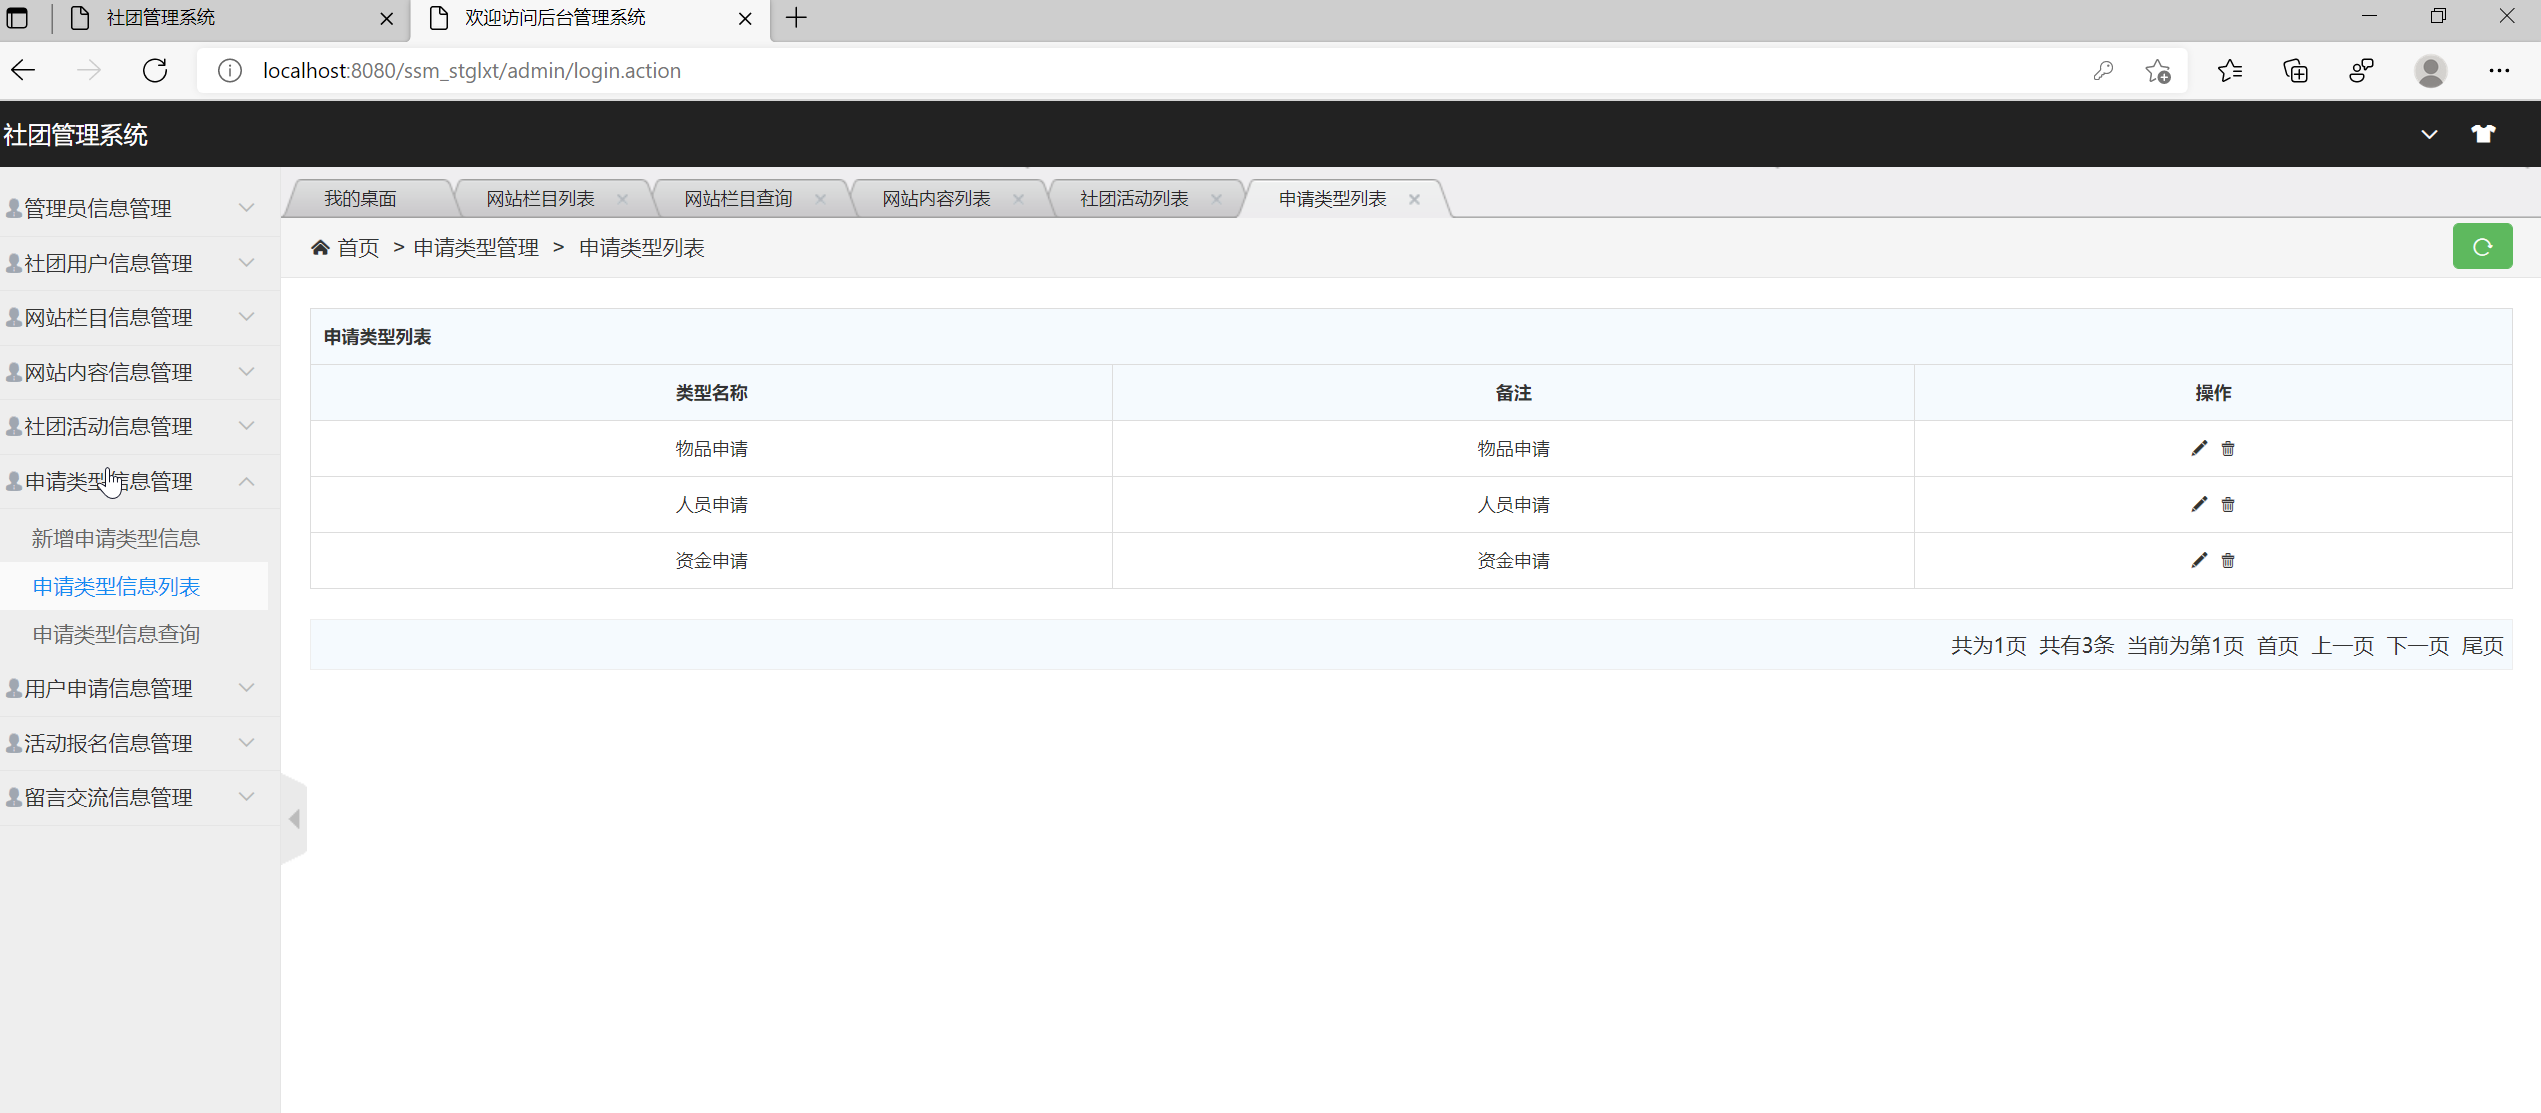 社团管理系统
欢迎访问后台管理系统
localhost:8080/ssm_stglxt/admin/login.action
社团管理系统
管理员信息管理
社团用户信息管理
网站栏目信息管理
网站内容信息管理
社团活动信息管理
申请类型信息管理
新增申请类型信息
申请类型信息列表
申请类型信息查询
用户申请信息管理
活动报名信息管理
留言交流信息管理
我的桌面 网站栏目列表 网站栏目查询 网站内容列表 社团活动列表 申请类型列表
首页 > 申请类型管理 > 申请类型列表
申请类型列表
类型名称 备注 操作
物品申请 物品申请
人员申请 人员申请
资金申请 资金申请
共为1页 共有3条 当前为第1页 首页 上一页 下一页 尾页